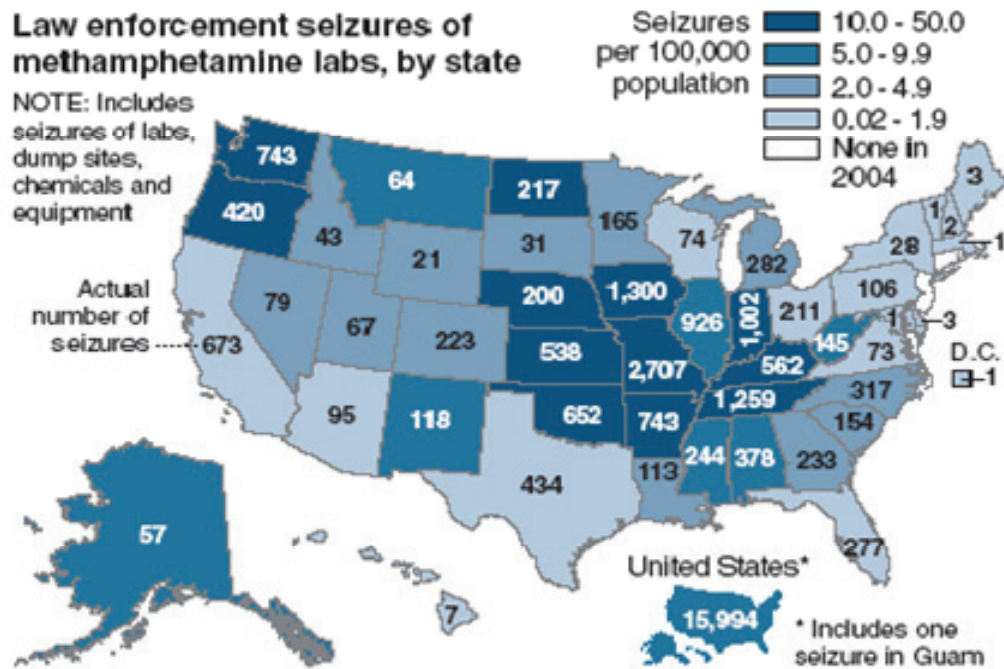 Law enforcement seizures of
methamphetamine labs, by state
NOTE: Includes
seizures of labs,
dump sites,
chemicals and
equipment
Seizures
per 100,000
population
10.0 - 50.0
5.0 - 9.9
2.0 - 4.9
0.02 - 1.9
None in
2004
Actual
number of
seizures
743
64
217
3
420
43
165
1
2
1
21
31
74
28
282
79
200
1,300
106
67
223
926
1,002
211
1
3
673
538
145
73
D.C.
1
2,707
562
95
118
652
743
1,259
317
154
434
113
244
378
233
57
277
7
United States*
15,994
* Includes one
seizure in Guam